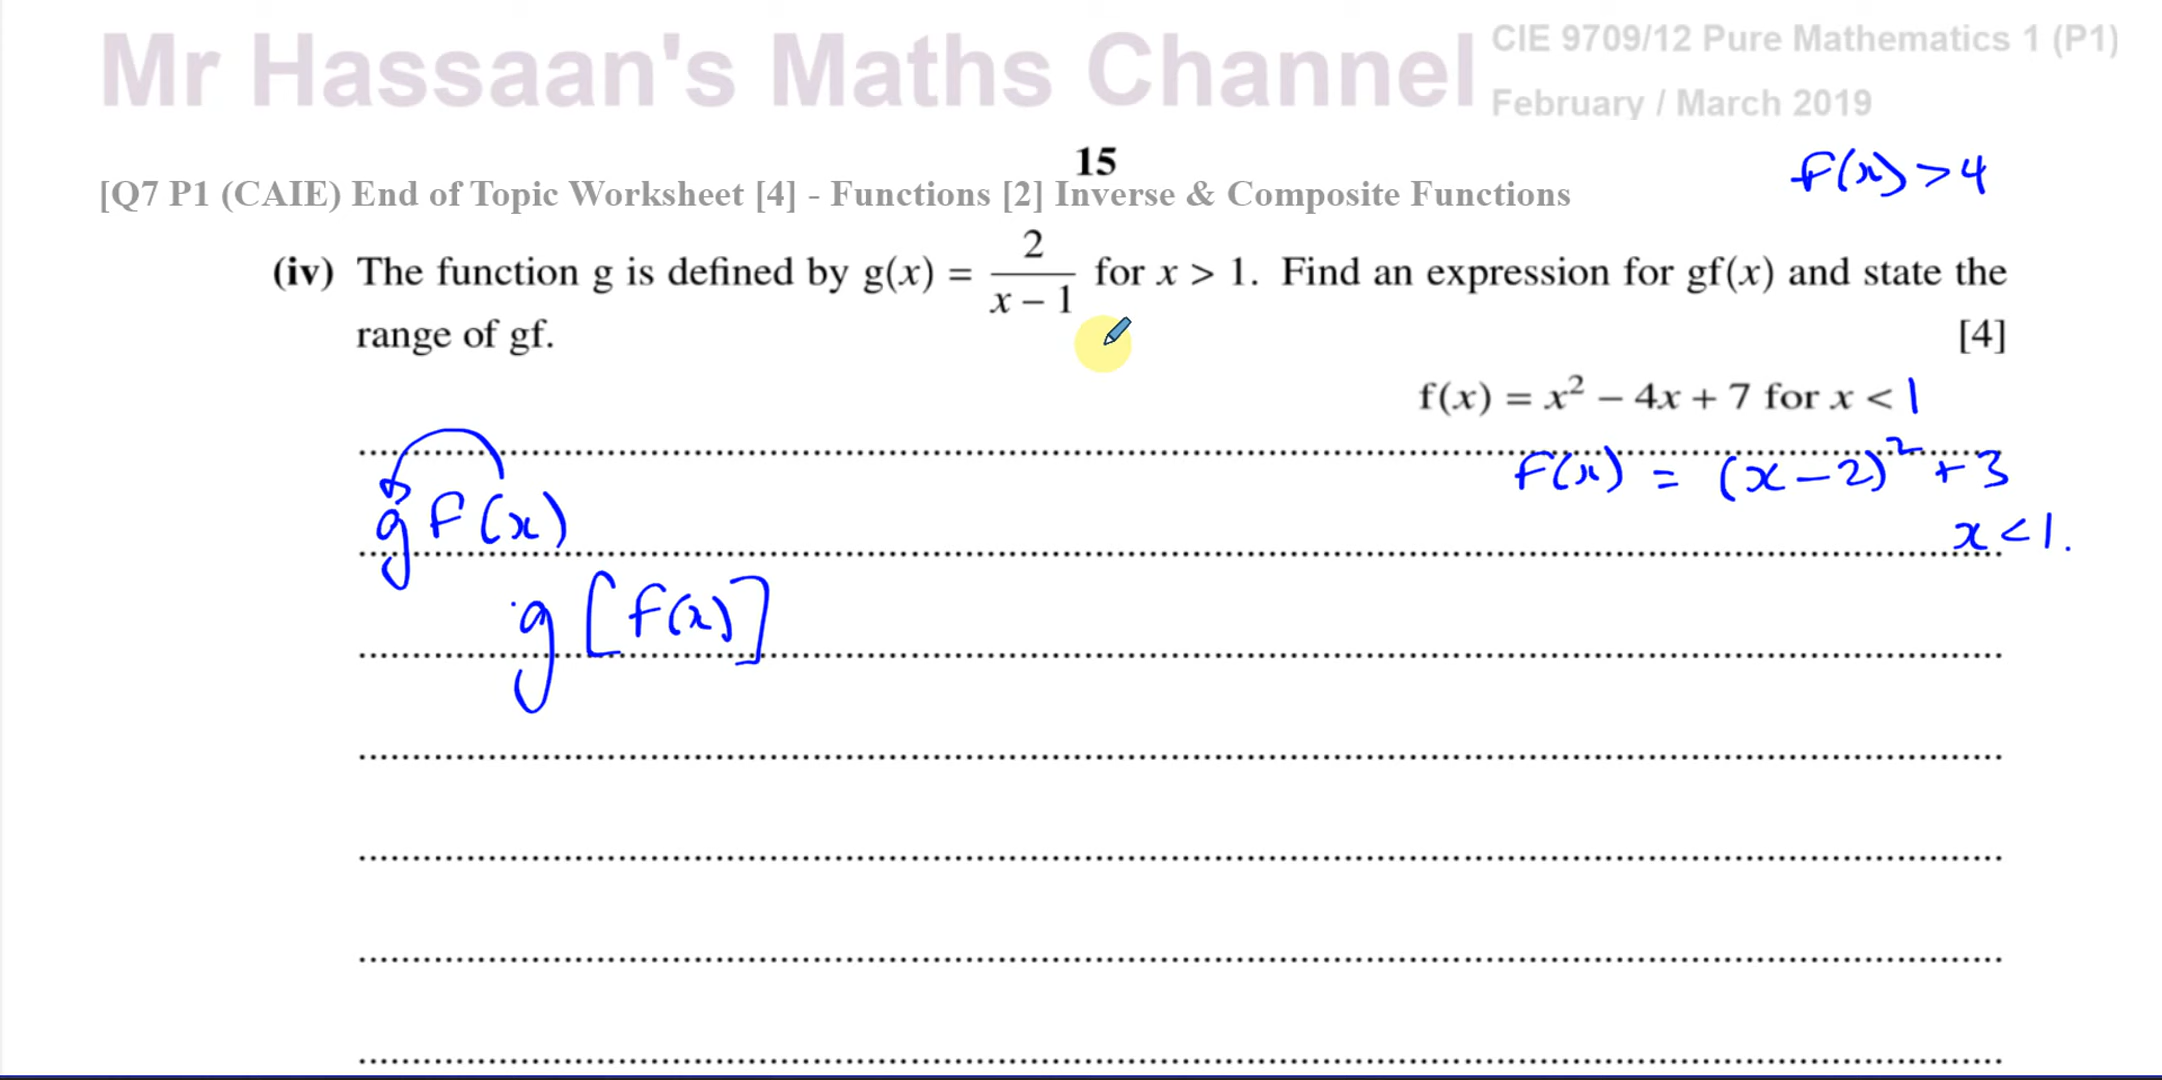 Mr Hassaan's Maths Channel
CIE 9709/12 Pure Mathematics 1 (P1)
February / March 2019
15
f(x) > 4
[Q7 P1 (CAIE) End of Topic Worksheet [4] - Functions [2] Inverse & Composite Functions
(iv) The function g is defined by g(x) = 2/(x − 1) for x > 1. Find an expression for gf(x) and state the
range of gf. [4]
f(x) = x² − 4x + 7 for x < 1
f(x) = (x − 2)² + 3
x < 1.
g f(x)
g [f(x)]